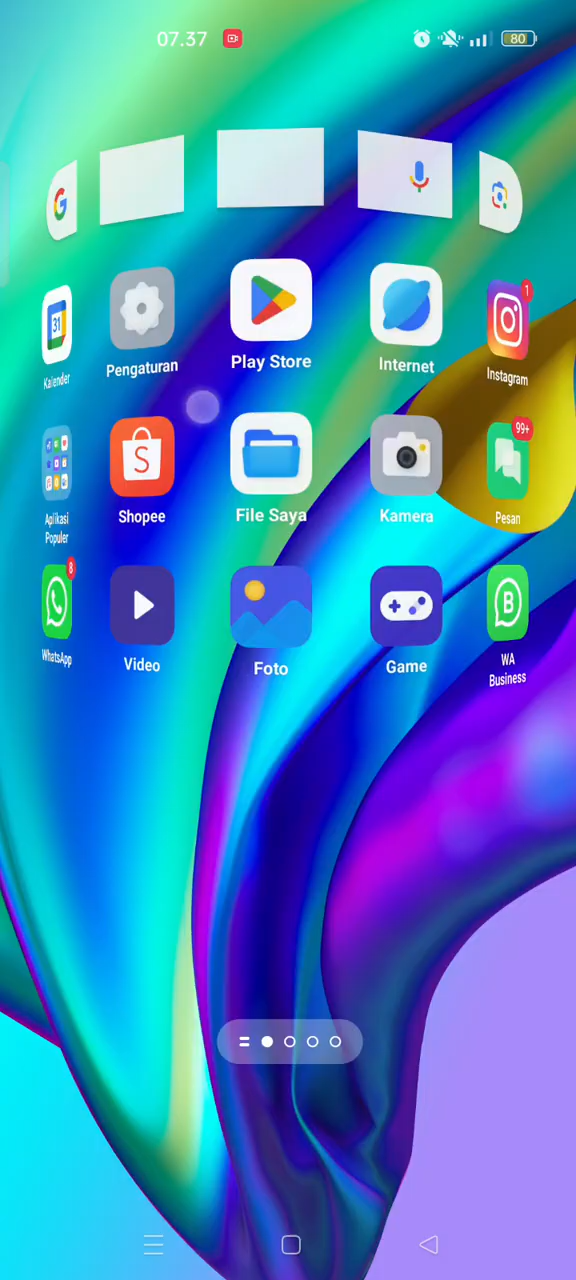 07.37
80
31
1
Kalender
Pengaturan
Play Store
Internet
Instagram
99+
Aplikasi
Populer
Shopee
File Saya
Kamera
Pesan
8
WhatsApp
Video
Foto
Game
WA
Business